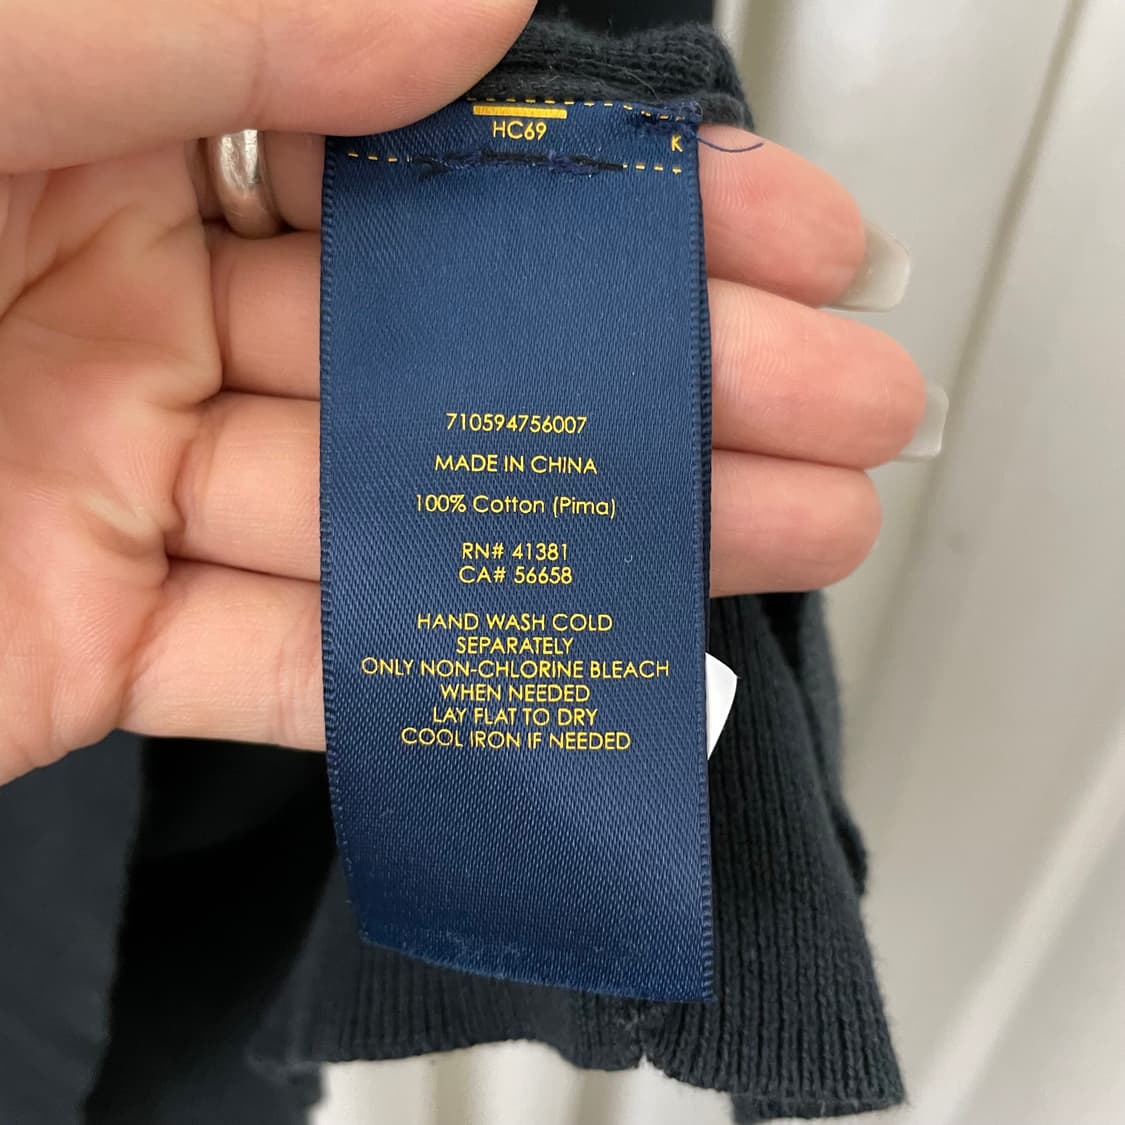 HC69
K
710594756007
MADE IN CHINA
100% Cotton (Pima)
RN# 41381
CA# 56658
HAND WASH COLD
SEPARATELY
ONLY NON-CHLORINE BLEACH
WHEN NEEDED
LAY FLAT TO DRY
COOL IRON IF NEEDED